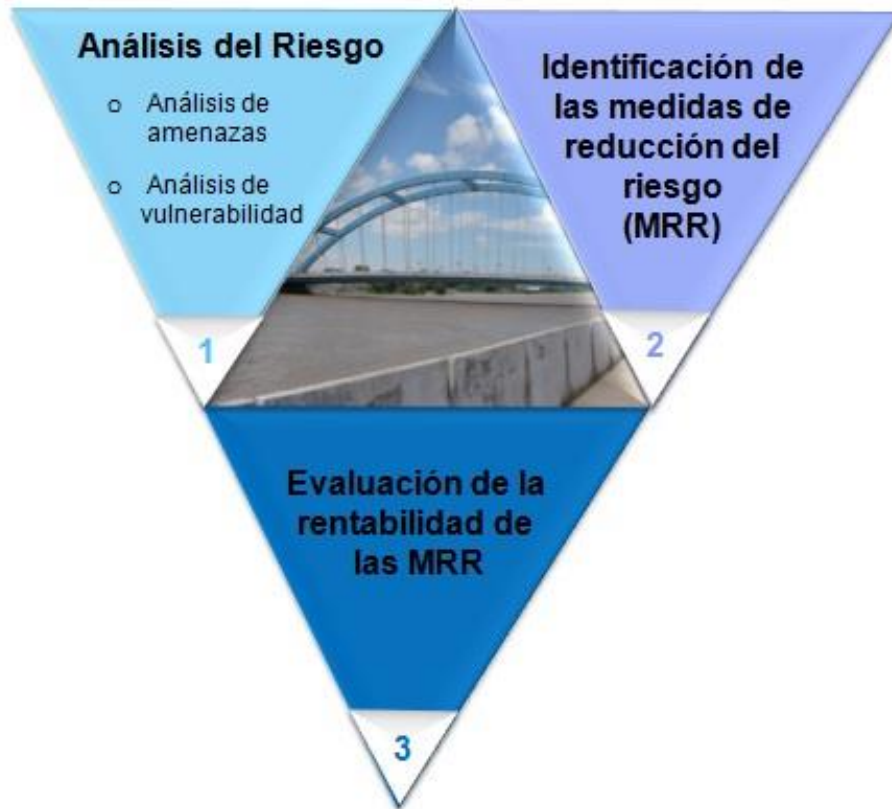 Análisis del Riesgo
o Análisis de
amenazas
o Análisis de
vulnerabilidad
1
Identificación de
las medidas de
reducción del
riesgo
(MRR)
2
Evaluación de la
rentabilidad de
las MRR
3